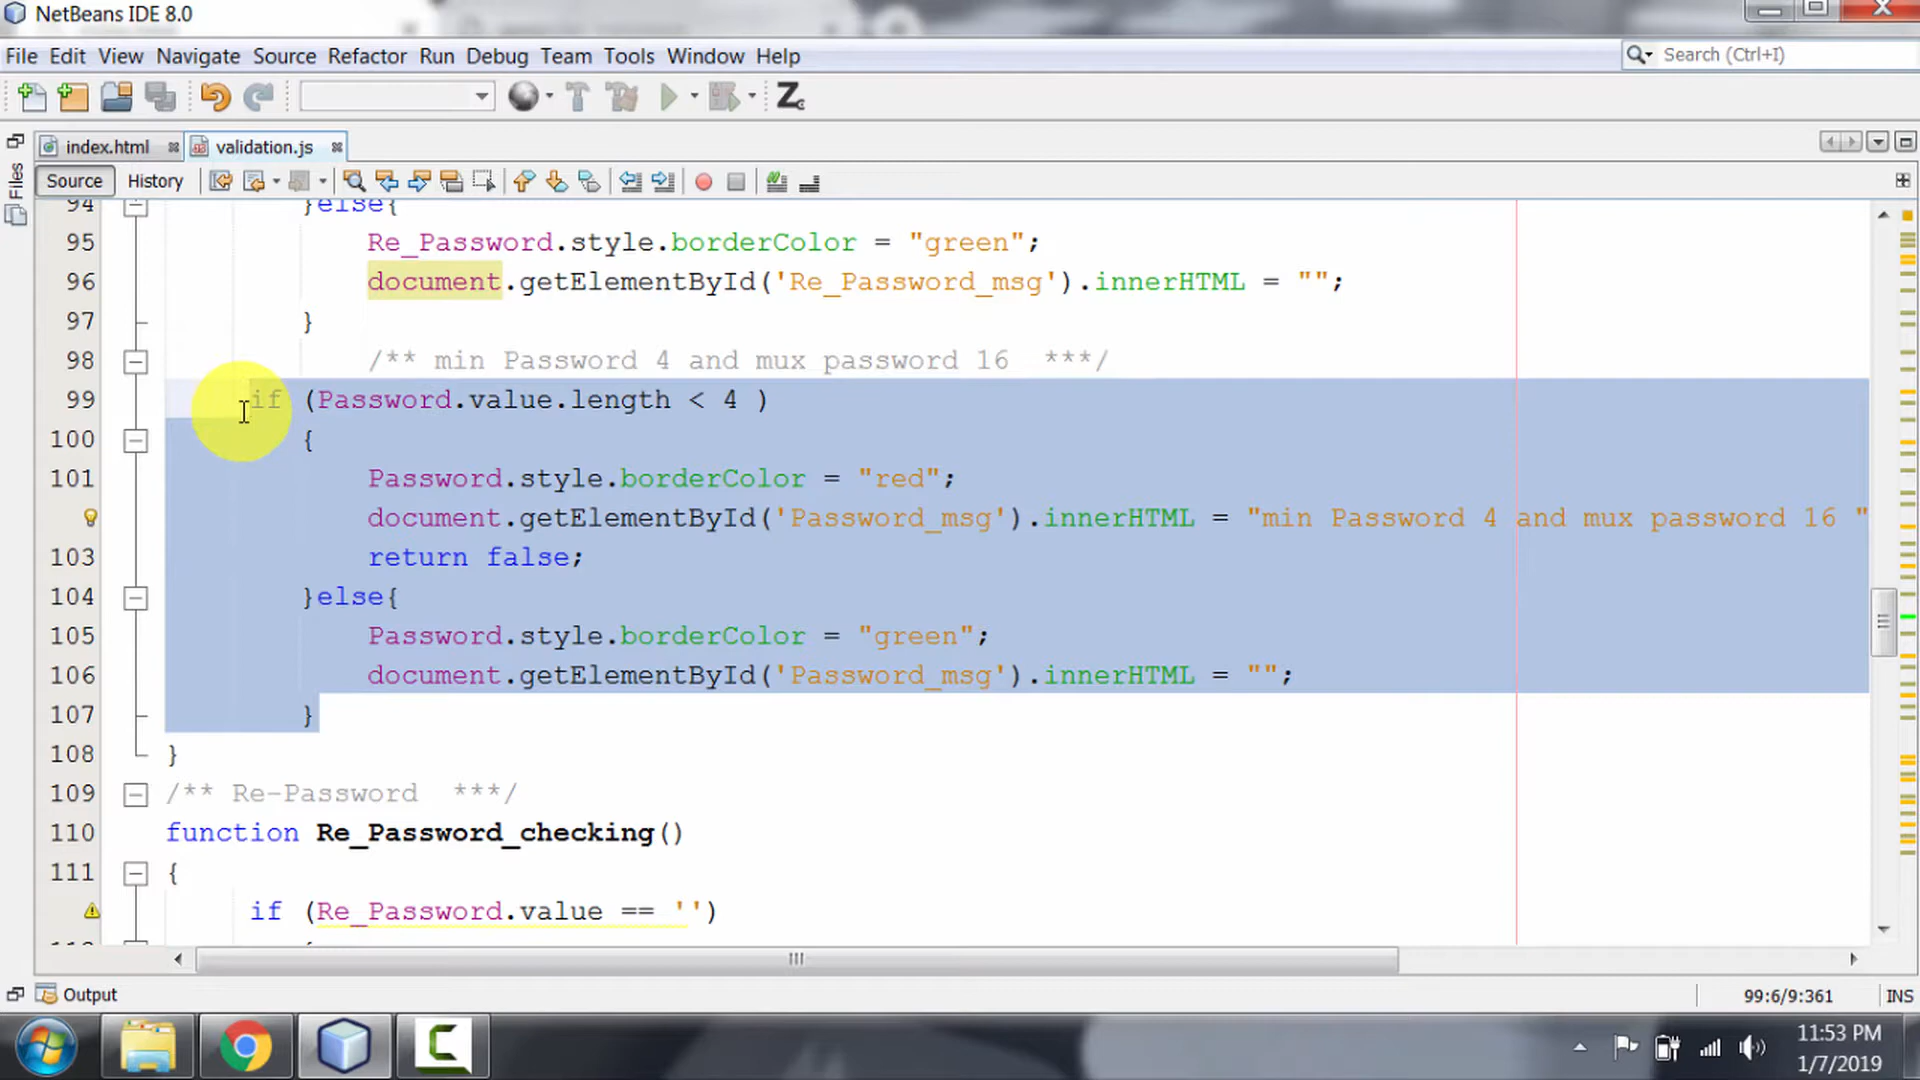 NetBeans IDE 8.0
File Edit View Navigate Source Refactor Run Debug Team Tools Window Help
Search (Ctrl+I)
index.html validation.js
Files
Source History
94 }else{
95 Re_Password.style.borderColor = "green";
96 document.getElementById('Re_Password_msg').innerHTML = "";
97 }
98 /** min Password 4 and mux password 16 ***/
99 if (Password.value.length < 4 )
100 {
101 Password.style.borderColor = "red";
document.getElementById('Password_msg').innerHTML = "min Password 4 and mux password 16 "
103 return false;
104 }else{
105 Password.style.borderColor = "green";
106 document.getElementById('Password_msg').innerHTML = "";
107 }
108 }
109 /** Re-Password ***/
110 function Re_Password_checking()
111 {
if (Re_Password.value == '')
Output
99:6/9:361 INS
11:53 PM
1/7/2019